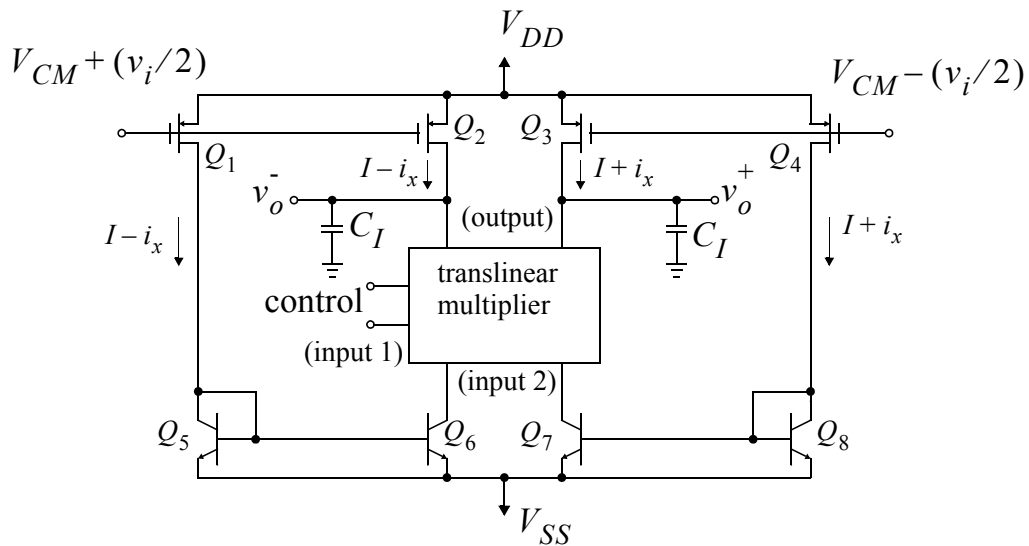 V_DD
V_CM + (v_i/2)
V_CM – (v_i/2)
Q_1
Q_2
Q_3
Q_4
I – i_x
I + i_x
v_o^-
v_o^+
C_I
(output)
C_I
I – i_x
I + i_x
translinear
multiplier
control
(input 1)
(input 2)
Q_5
Q_6
Q_7
Q_8
V_SS